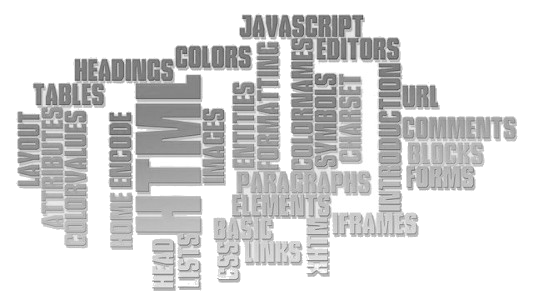 JAVASCRIPT
COLORS
EDITORS
HEADINGS
TABLES
LAYOUT
ATTRIBUTES
COLORVALUES
HOME
ENCODE
HTML
IMAGES
ENTITIES
FORMATTING
COLORNAMES
SYMBOLS
CHARSET
INTRODUCTION
URL
COMMENTS
BLOCKS
FORMS
PARAGRAPHS
ELEMENTS
BASIC
IFRAMES
HEAD
LISTS
CSS
LINKS
XHTML